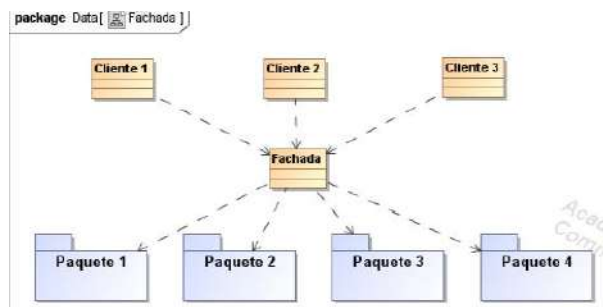 package Data[ Fachada ]
Cliente 1
Cliente 2
Cliente 3
Fachada
Paquete 1
Paquete 2
Paquete 3
Paquete 4